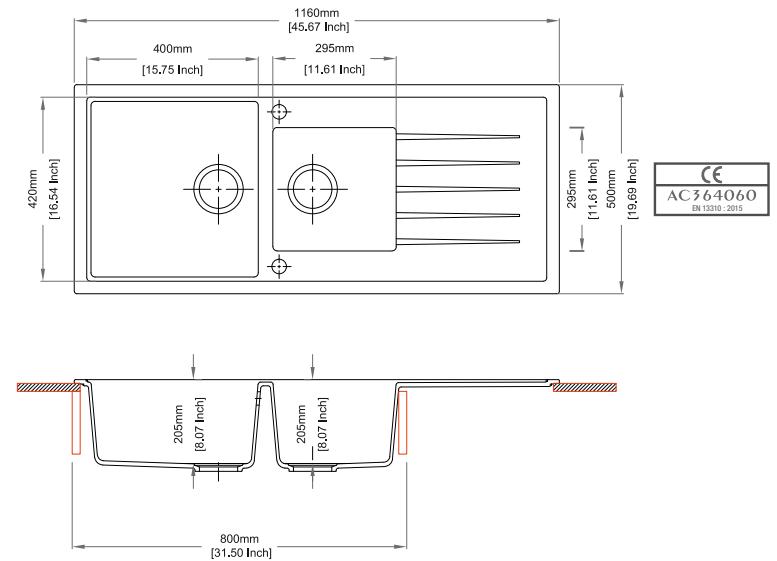 1160mm
[45.67 Inch]
400mm
[15.75 Inch]
295mm
[11.61 Inch]
420mm
[16.54 Inch]
295mm
[11.61 Inch]
500mm
[19.69 Inch]
CE
AC364060
EN 13310 : 2015
205mm
[8.07 Inch]
205mm
[8.07 Inch]
800mm
[31.50 Inch]